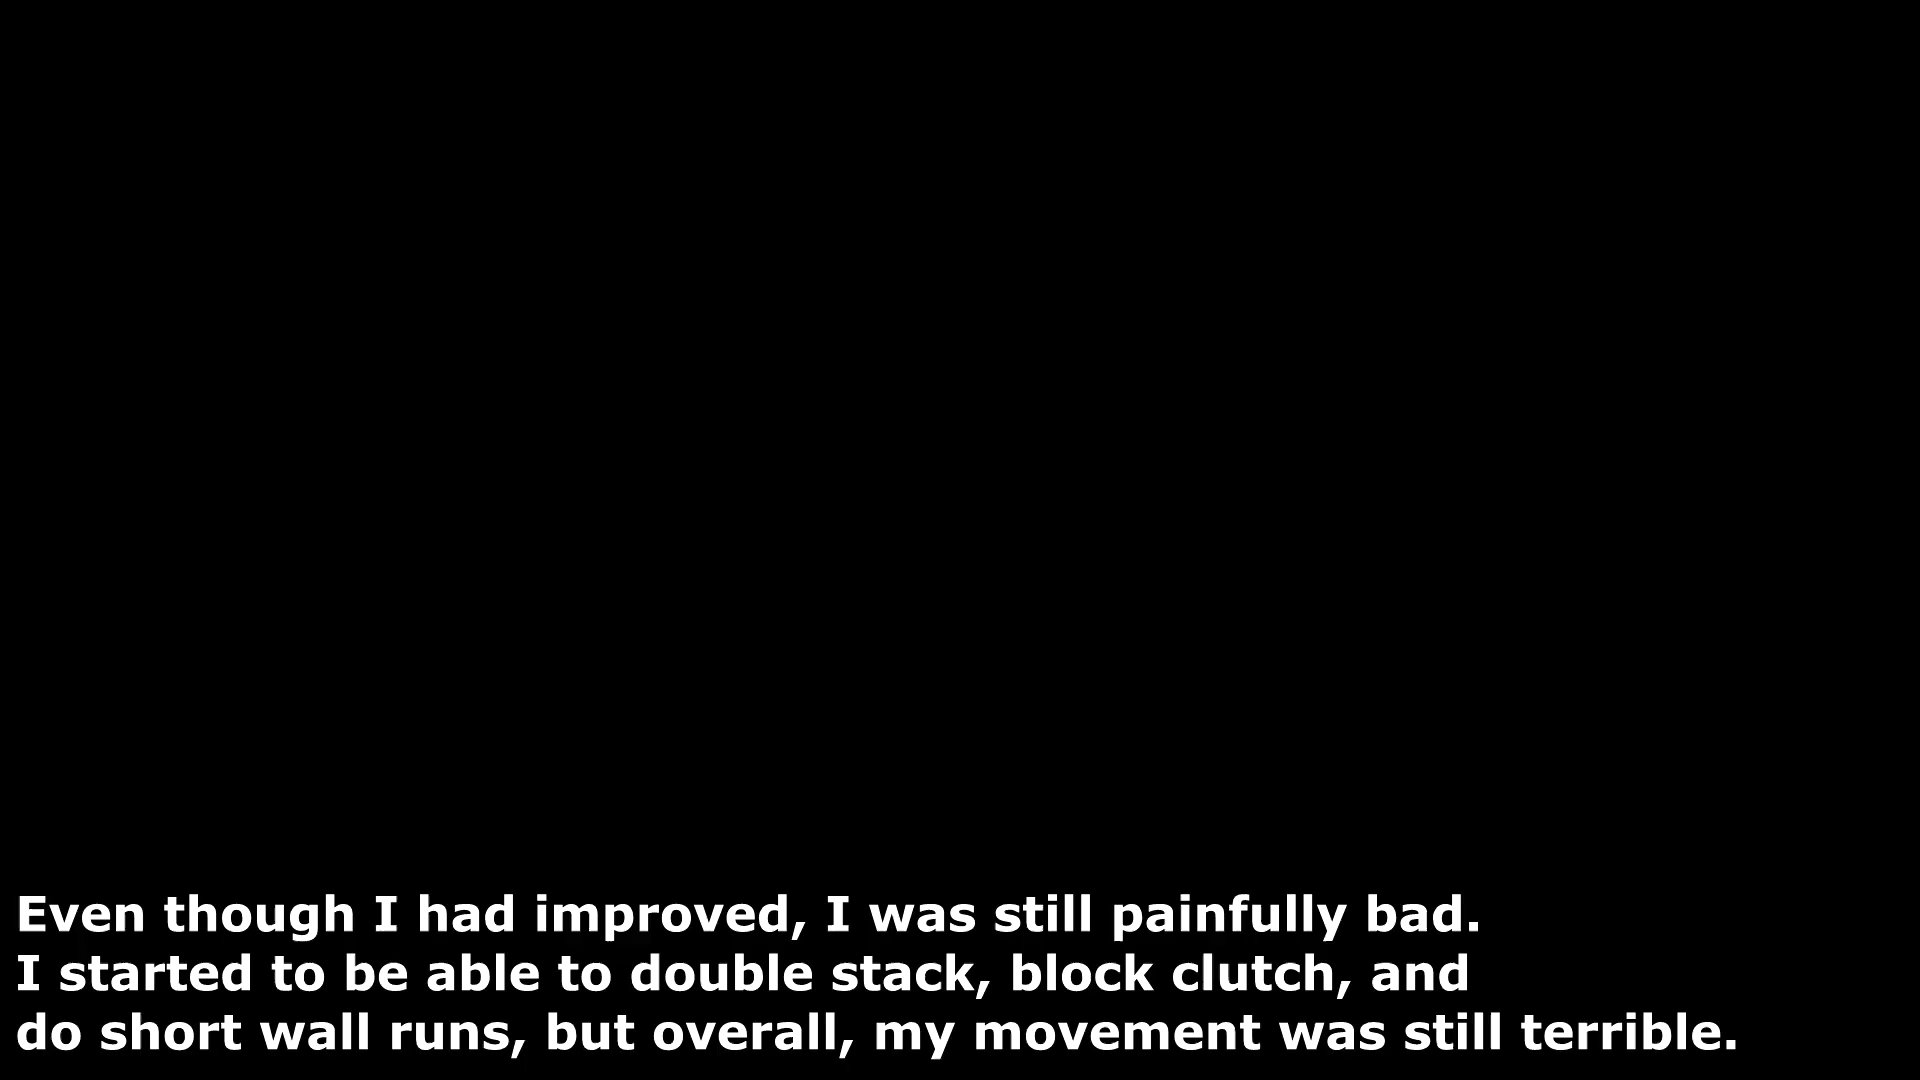 Even though I had improved, I was still painfully bad.
I started to be able to double stack, block clutch, and
do short wall runs, but overall, my movement was still terrible.